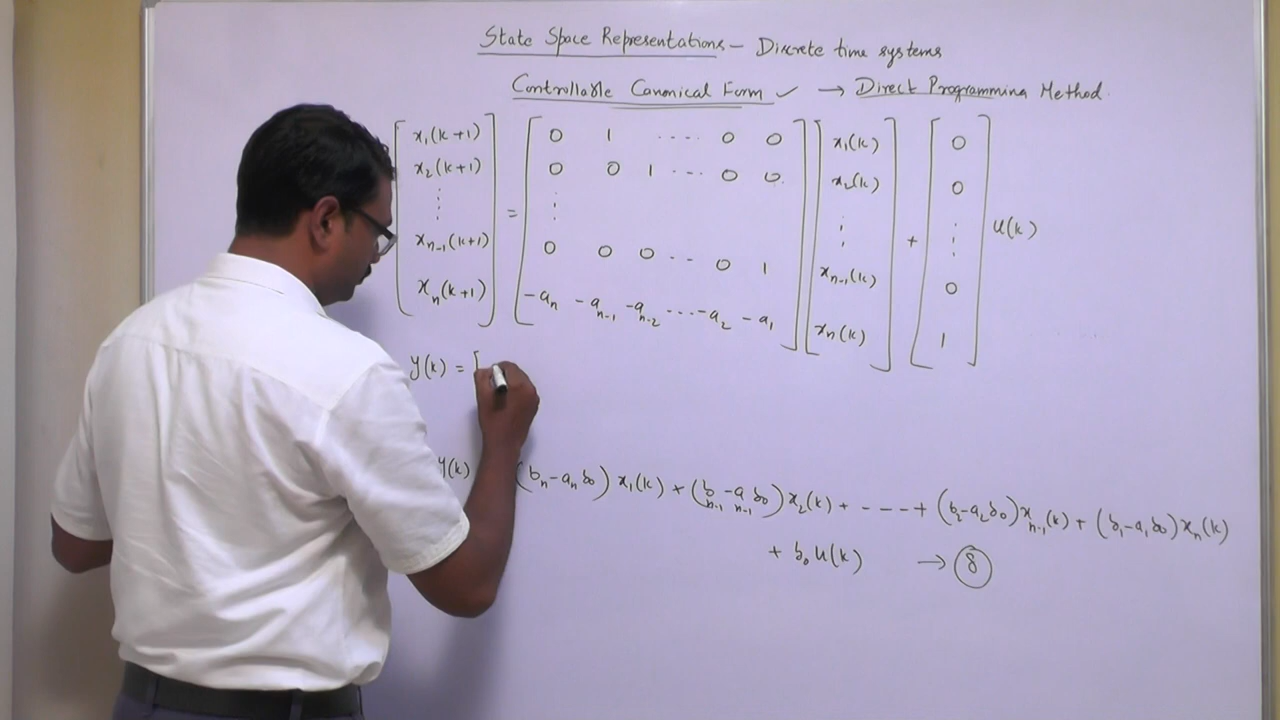 State Space Representations – Discrete time systems
Controllable Canonical Form ✓ → Direct Programming Method
[x₁(k+1) x₂(k+1) ⋮ xₙ₋₁(k+1) xₙ(k+1)] = [0 1 ···· 0 0; 0 0 1 ··· 0 0; ⋮; 0 0 0 ·· 0 1; -aₙ -aₙ₋₁ -aₙ₋₂ ··· -a₂ -a₁] [x₁(k) x₂(k) ⋮ xₙ₋₁(k) xₙ(k)] + [0 0 ⋮ 0 1] u(k)
y(k) = [
y(k) (bₙ-aₙb₀) x₁(k) + (bₙ₋₁-aₙ₋₁b₀) x₂(k) + - - - + (b₂-a₂b₀) xₙ₋₁(k) + (b₁-a₁b₀) xₙ(k)
+ b₀ u(k) → ⑧